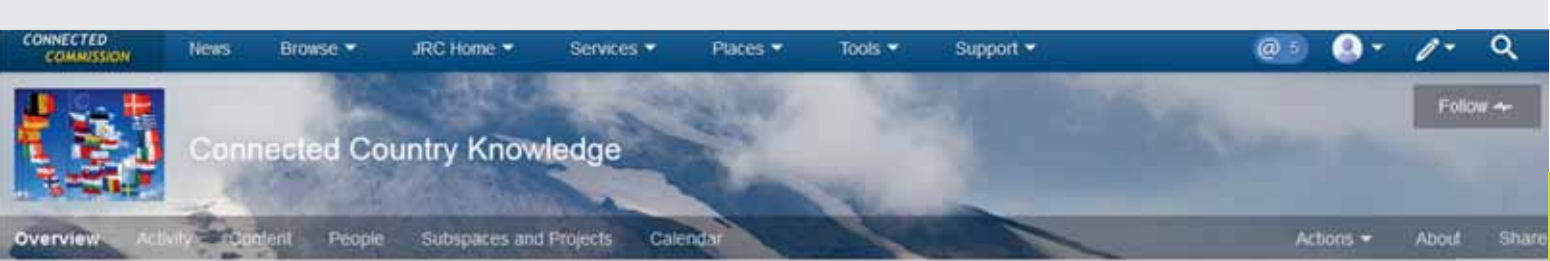 CONNECTED
COMMISSION
News Browse JRC Home Services Places Tools Support @ 5
Follow
Connected Country Knowledge
Overview Activity Content People Subspaces and Projects Calendar Actions About Share